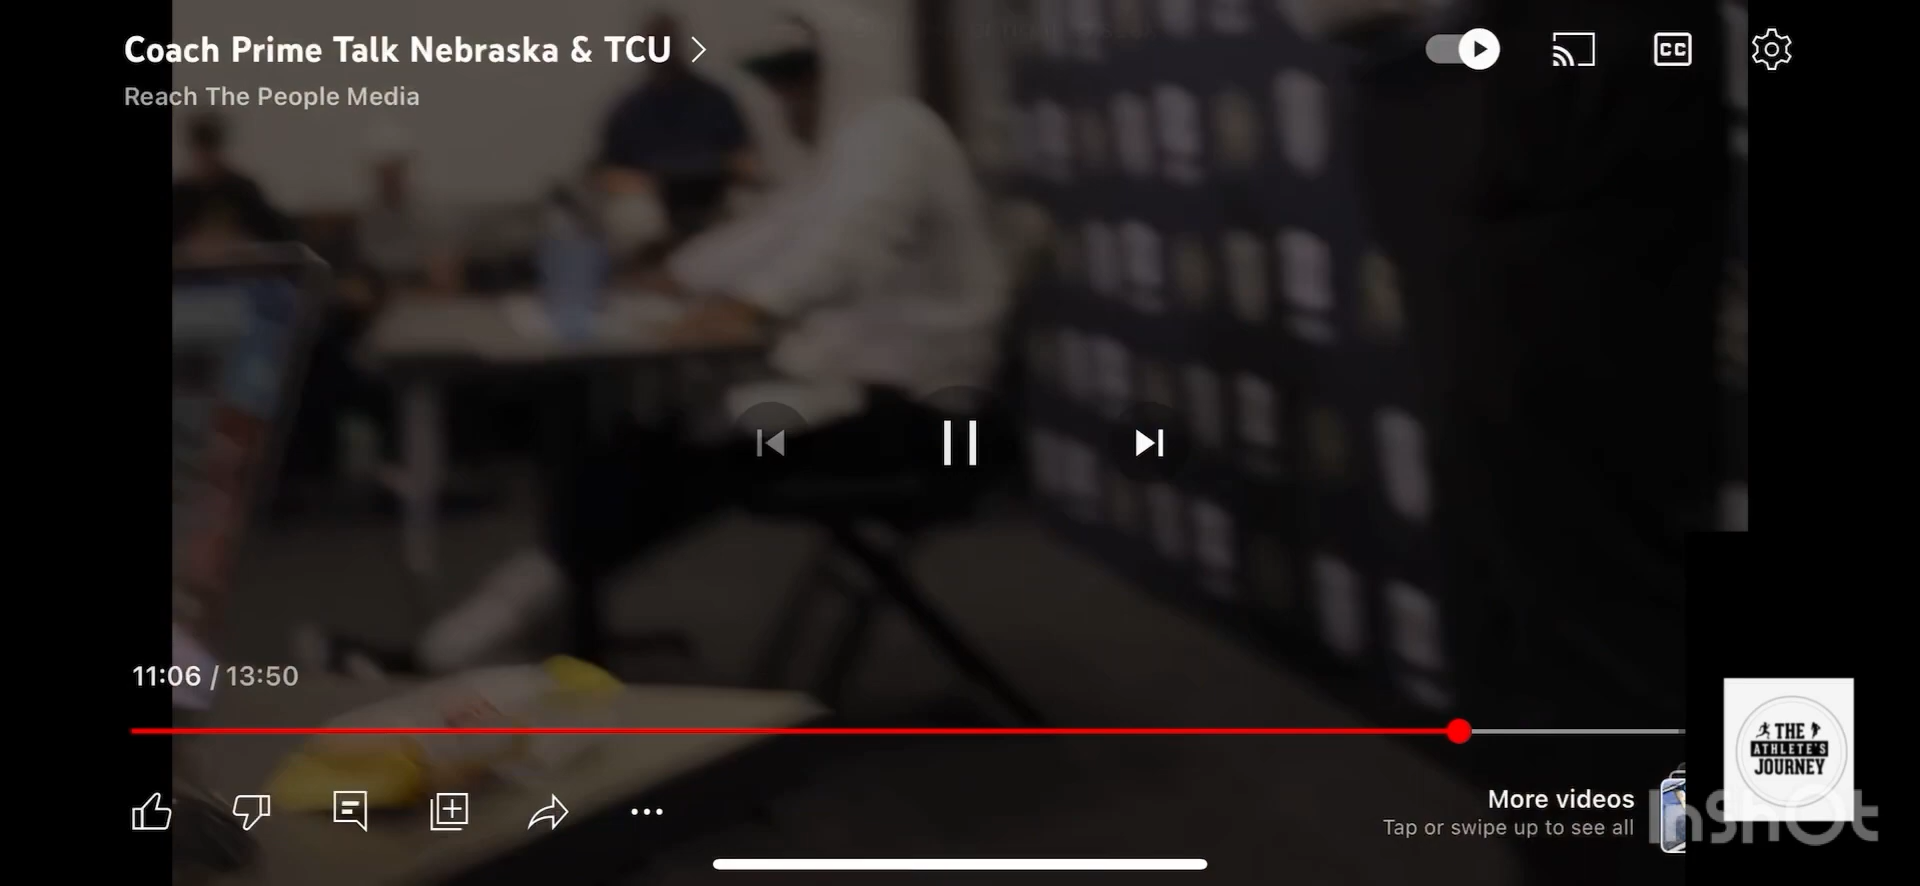 Coach Prime Talk Nebraska & TCU
Reach The People Media
CC
11:06 / 13:50
THE
ATHLETE'S
JOURNEY
More videos
Tap or swipe up to see all
InShOt